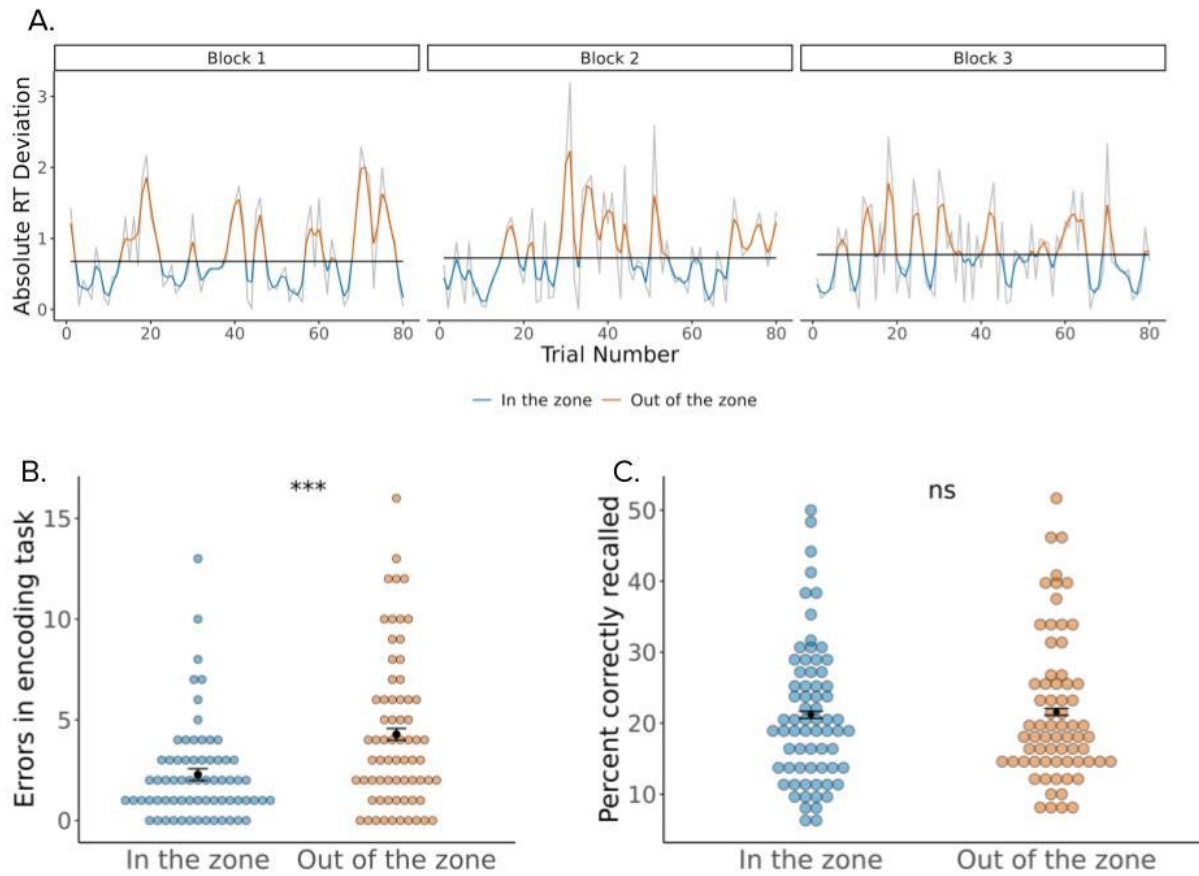 A.
Block 1 Block 2 Block 3
Absolute RT Deviation
3
2
1
0
0 20 40 60 80 0 20 40 60 80 0 20 40 60 80
Trial Number
In the zone Out of the zone
B.
***
Errors in encoding task
15
10
5
0
In the zone Out of the zone
C.
ns
Percent correctly recalled
50
40
30
20
10
In the zone Out of the zone